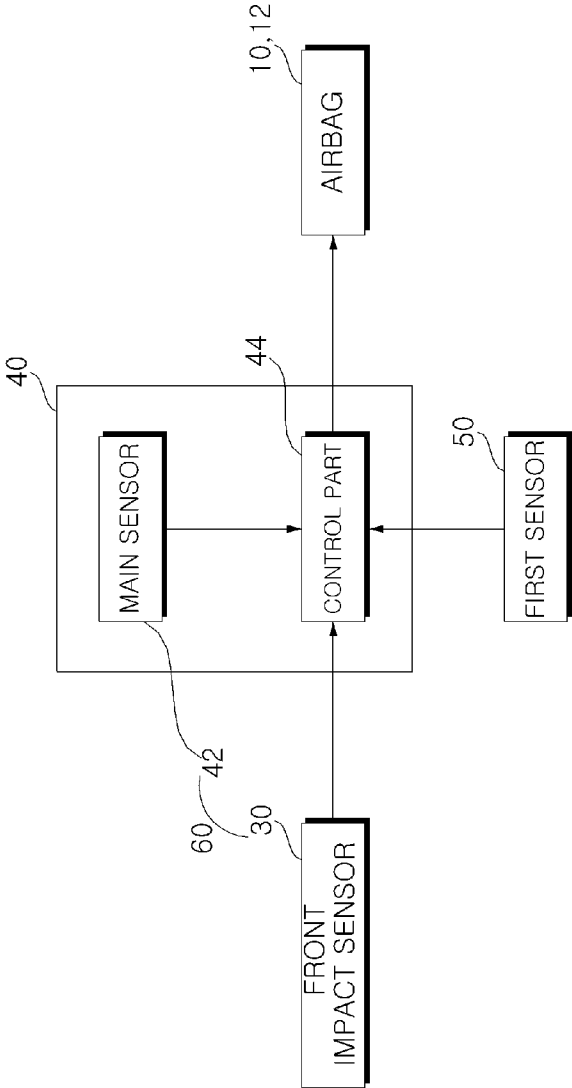 40
MAIN SENSOR
42
60
30
FRONT
IMPACT SENSOR
44
CONTROL PART
10,12
AIRBAG
50
FIRST SENSOR